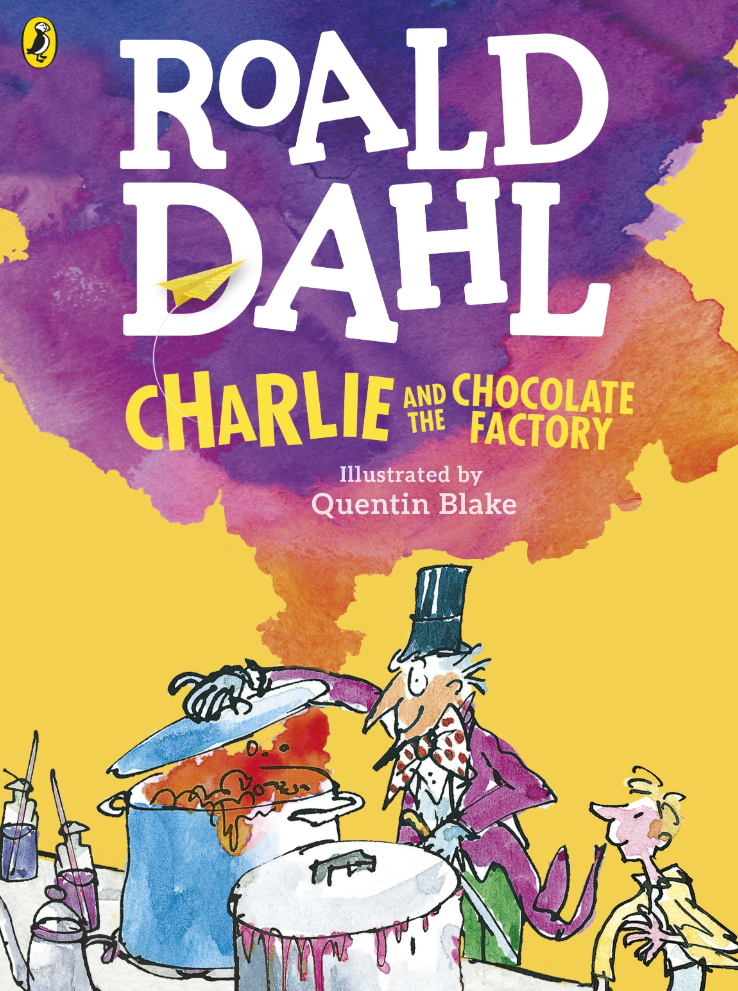 ROALD
DAHL
CHARLIE AND THE CHOCOLATE FACTORY
Illustrated by
Quentin Blake